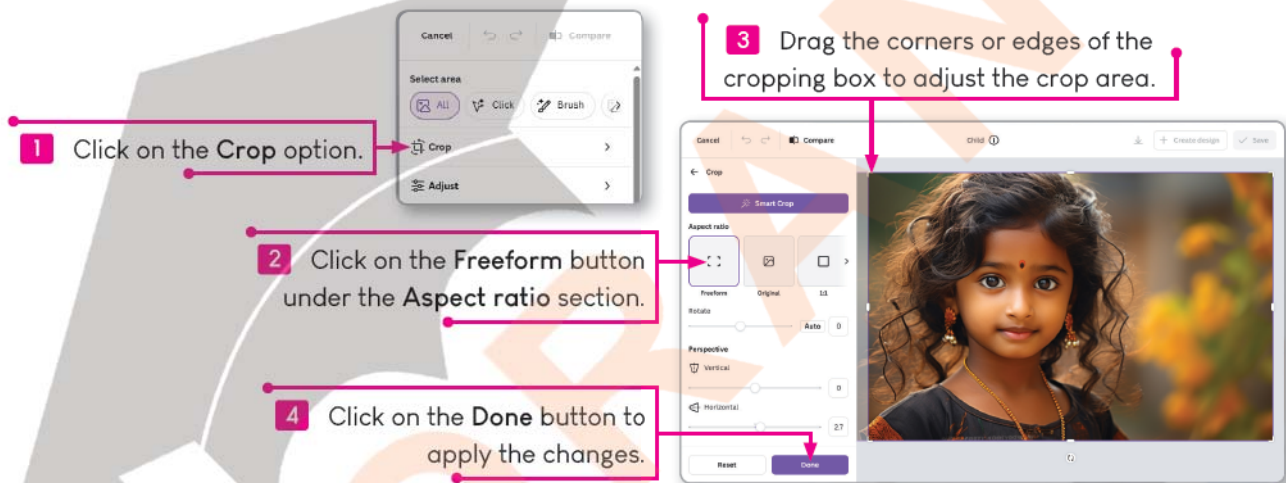 Cancel Compare
Select area
All Click Brush
Crop
Adjust
1 Click on the Crop option.
2 Click on the Freeform button
under the Aspect ratio section.
3 Drag the corners or edges of the
cropping box to adjust the crop area.
Cancel Compare Child Create design Save
Crop
Smart Crop
Aspect ratio
Freeform Original 1:1
Rotate
Auto 0
Perspective
Vertical
0
Horizontal
27
Reset Done
4 Click on the Done button to
apply the changes.